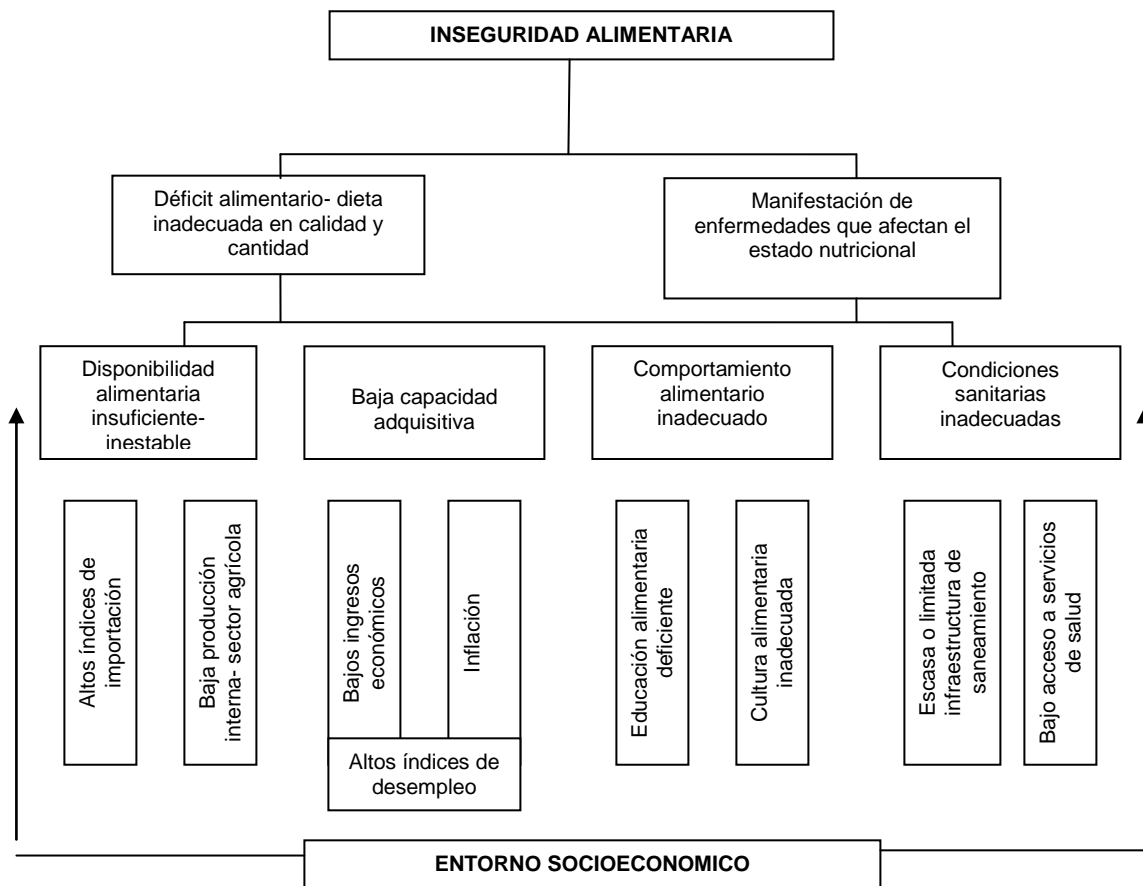 INSEGURIDAD ALIMENTARIA
Déficit alimentario- dieta
inadecuada en calidad y
cantidad
Manifestación de
enfermedades que afectan el
estado nutricional
Disponibilidad
alimentaria
insuficiente-
inestable
Baja capacidad
adquisitiva
Comportamiento
alimentario
inadecuado
Condiciones
sanitarias
inadecuadas
Altos índices de
importación
Baja producción
interna- sector agrícola
Bajos ingresos
económicos
Inflación
Altos índices de
desempleo
Educación alimentaria
deficiente
Cultura alimentaria
inadecuada
Escasa o limitada
infraestructura de
saneamiento
Bajo acceso a servicios
de salud
ENTORNO SOCIOECONOMICO